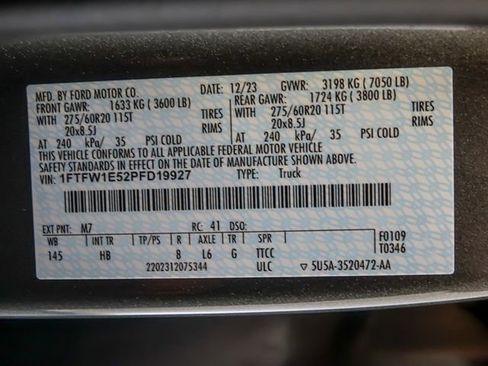 MFD. BY FORD MOTOR CO. DATE: 12/23 GVWR: 3198 KG ( 7050 LB)
FRONT GAWR: 1633 KG ( 3600 LB) REAR GAWR: 1724 KG ( 3800 LB)
WITH 275/60R20 115T TIRES WITH 275/60R20 115T TIRES
20x8.5J RIMS 20x8.5J RIMS
AT 240 kPa/ 35 PSI COLD AT 240 kPa/ 35 PSI COLD
THIS VEHICLE CONFORMS TO ALL APPLICABLE FEDERAL MOTOR VEHICLE
SAFETY STANDARDS IN EFFECT ON THE DATE OF MANUFACTURE SHOWN ABOVE.
VIN: 1FTFW1E52PFD19927 TYPE: Truck
EXT PNT: M7 RC: 41 DSO: F0109
WB INT TR TP/PS R AXLE TR SPR T0346
145 HB 8 L6 G TTCC
2202312075344 ULC ▽ 5U5A-3520472-AA